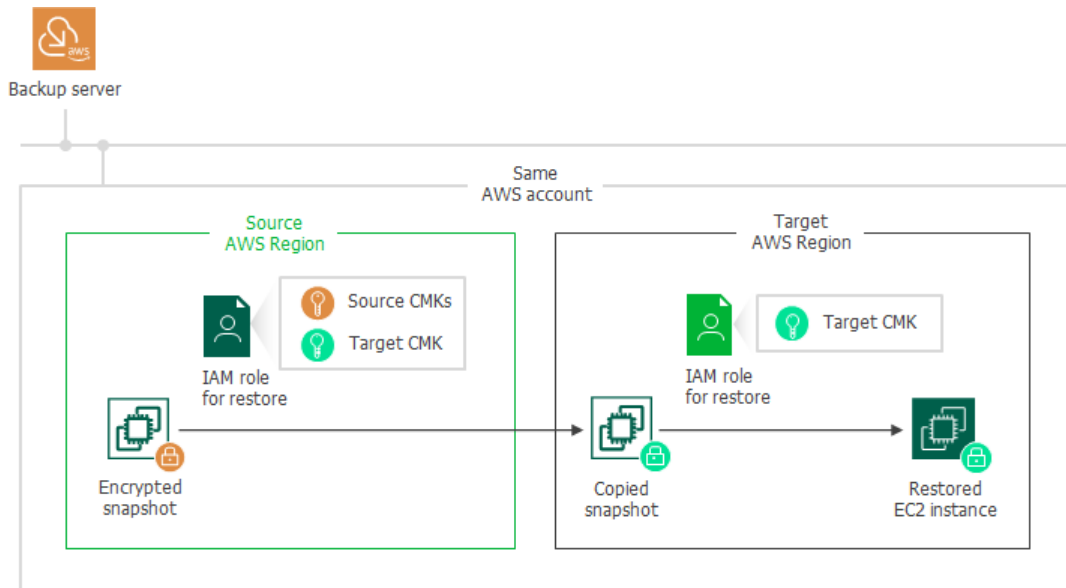 aws
Backup server
Same
AWS account
Source
AWS Region
Target
AWS Region
Source CMKs
Target CMK
Target CMK
IAM role
for restore
IAM role
for restore
Encrypted
snapshot
Copied
snapshot
Restored
EC2 instance